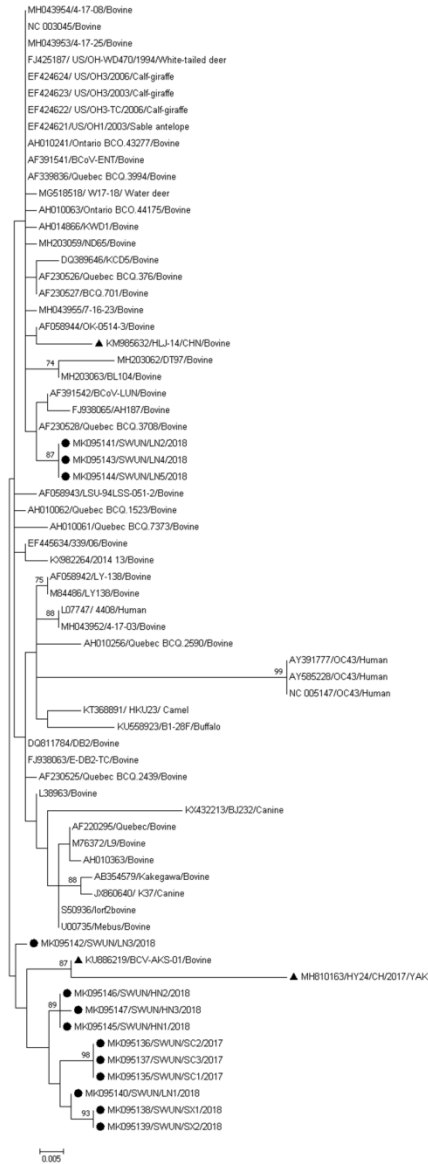 MH043954/4-17-08/Bovine
NC 003045/Bovine
MH043953/4-17-25/Bovine
FJ425187/ US/OH-WD470/1994/White-tailed deer
EF424624/ US/OH3/2006/Calf-giraffe
EF424623/ US/OH3/2003/Calf-giraffe
EF424622/ US/OH3-TC/2006/Calf-giraffe
EF424621/US/OH1/2003/Sable antelope
AH010241/Ontario BCO.43277/Bovine
AF391541/BCoV-ENT/Bovine
AF339836/Quebec BCQ.3994/Bovine
MG518518/ W17-18/ Water deer
AH010063/Ontario BCO.44175/Bovine
AH014866/KWD1/Bovine
MH203059/ND65/Bovine
DQ389646/KCD5/Bovine
AF230526/Quebec BCQ.376/Bovine
AF230527/BCQ.701/Bovine
MH043955/7-16-23/Bovine
AF058944/OK-0514-3/Bovine
KM985632/HLJ-14/CHN/Bovine
MH203062/DT97/Bovine
74
MH203063/BL104/Bovine
AF391542/BCoV-LUN/Bovine
FJ938065/AH187/Bovine
AF230528/Quebec BCQ.3708/Bovine
MK095141/SWUN/LN2/2018
87
MK095143/SWUN/LN4/2018
MK095144/SWUN/LN5/2018
AF058943/LSU-94LSS-051-2/Bovine
AH010062/Quebec BCQ.1523/Bovine
AH010061/Quebec BCQ.7373/Bovine
EF445634/339/06/Bovine
KX982264/2014 13/Bovine
75
AF058942/LY-138/Bovine
M84486/LY138/Bovine
L07747/ 4408/Human
88
MH043952/4-17-03/Bovine
AH010256/Quebec BCQ.2590/Bovine
AY391777/OC43/Human
99
AY585228/OC43/Human
NC 005147/OC43/Human
KT368891/ HKU23/ Camel
KU558923/B1-28F/Buffalo
DQ811784/DB2/Bovine
FJ938063/E-DB2-TC/Bovine
AF230525/Quebec BCQ.2439/Bovine
L38963/Bovine
KX432213/BJ232/Canine
AF220295/Quebec/Bovine
M76372/L9/Bovine
AH010363/Bovine
AB354579/Kakegawa/Bovine
88
JX860640/ K37/Canine
S50936/Iorf2bovine
U00735/Mebus/Bovine
MK095142/SWUN/LN3/2018
KU886219/BCV-AKS-01/Bovine
87
MH810163/HY24/CH/2017/YAK
MK095146/SWUN/HN2/2018
89
MK095147/SWUN/HN3/2018
MK095145/SWUN/HN1/2018
MK095136/SWUN/SC2/2017
98
MK095137/SWUN/SC3/2017
MK095135/SWUN/SC1/2017
MK095140/SWUN/LN1/2018
93
MK095138/SWUN/SX1/2018
MK095139/SWUN/SX2/2018
0.005